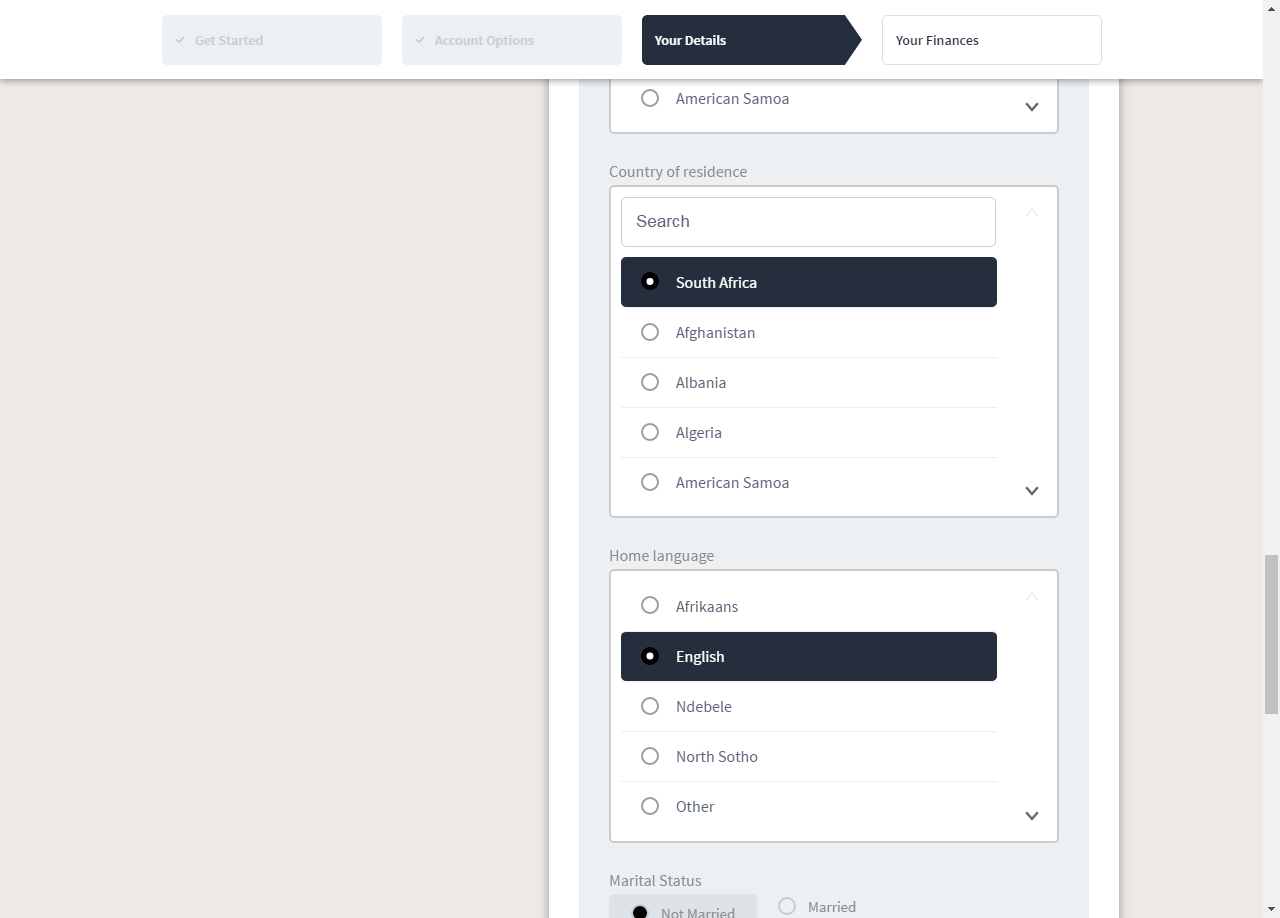 Get Started
Account Options
Your Details
Your Finances
American Samoa
Country of residence
Search
South Africa
Afghanistan
Albania
Algeria
American Samoa
Home language
Afrikaans
English
Ndebele
North Sotho
Other
Marital Status
Not Married
Married